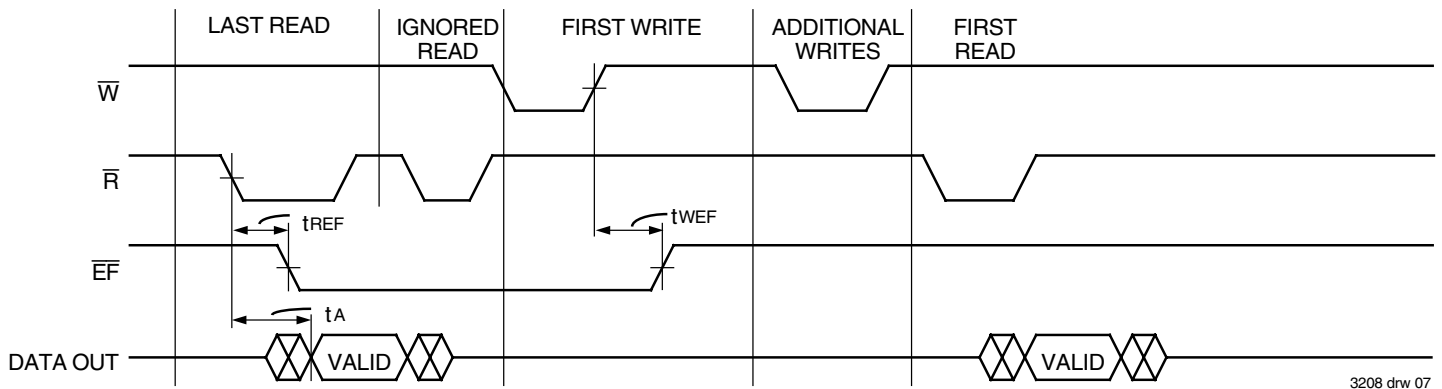 LAST READ
IGNORED
READ
FIRST WRITE
ADDITIONAL
WRITES
FIRST
READ
W̅
R̅
tREF
tWEF
E̅F̅
tA
DATA OUT
VALID
VALID
3208 drw 07